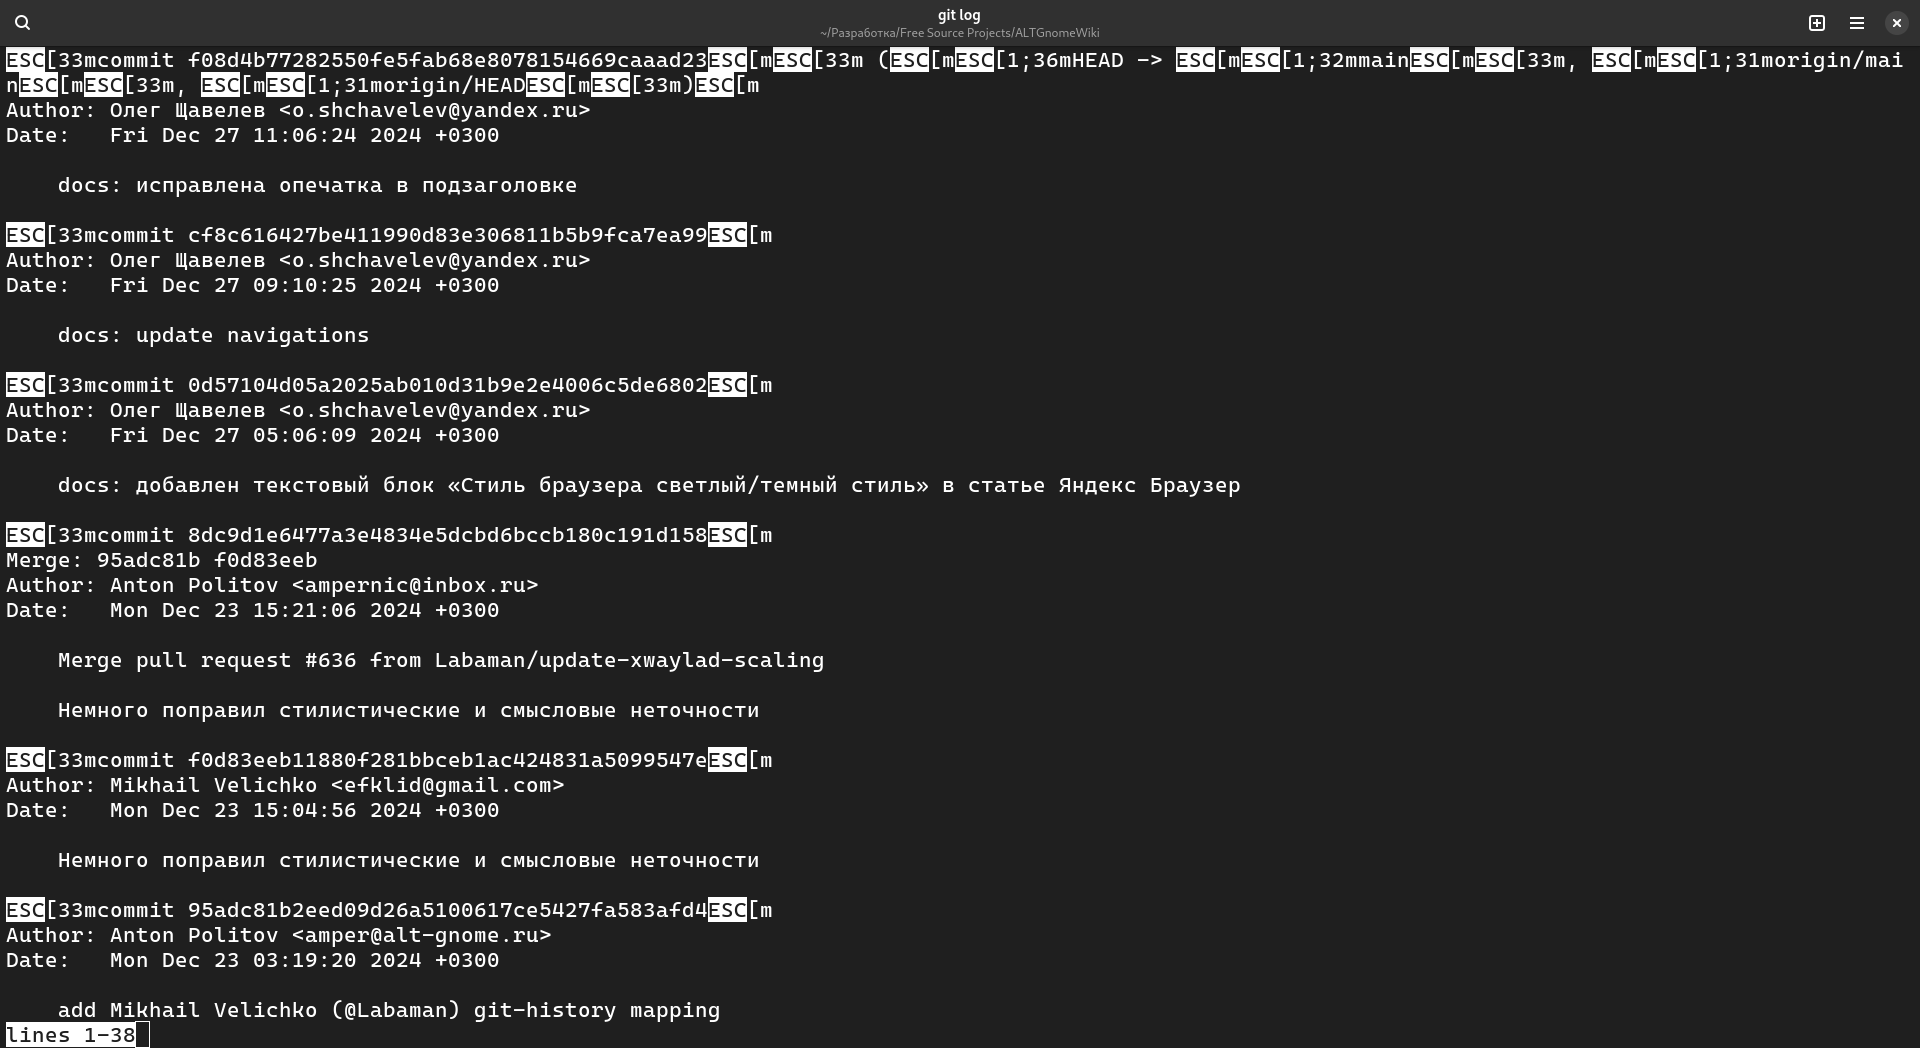 git log
~/Разработка/Free Source Projects/ALTGnomeWiki
ESC[33mcommit f08d4b77282550fe5fab68e8078154669caaad23ESC[mESC[33m (ESC[mESC[1;36mHEAD -> ESC[mESC[1;32mmainESC[mESC[33m, ESC[mESC[1;31morigin/mai
nESC[mESC[33m, ESC[mESC[1;31morigin/HEADESC[mESC[33m)ESC[m
Author: Олег Щавелев <o.shchavelev@yandex.ru>
Date:   Fri Dec 27 11:06:24 2024 +0300
docs: исправлена опечатка в подзаголовке
ESC[33mcommit cf8c616427be411990d83e306811b5b9fca7ea99ESC[m
Author: Олег Щавелев <o.shchavelev@yandex.ru>
Date:   Fri Dec 27 09:10:25 2024 +0300
docs: update navigations
ESC[33mcommit 0d57104d05a2025ab010d31b9e2e4006c5de6802ESC[m
Author: Олег Щавелев <o.shchavelev@yandex.ru>
Date:   Fri Dec 27 05:06:09 2024 +0300
docs: добавлен текстовый блок «Стиль браузера светлый/темный стиль» в статье Яндекс Браузер
ESC[33mcommit 8dc9d1e6477a3e4834e5dcbd6bccb180c191d158ESC[m
Merge: 95adc81b f0d83eeb
Author: Anton Politov <ampernic@inbox.ru>
Date:   Mon Dec 23 15:21:06 2024 +0300
Merge pull request #636 from Labaman/update-xwaylad-scaling
Немного поправил стилистические и смысловые неточности
ESC[33mcommit f0d83eeb11880f281bbceb1ac424831a5099547eESC[m
Author: Mikhail Velichko <efklid@gmail.com>
Date:   Mon Dec 23 15:04:56 2024 +0300
Немного поправил стилистические и смысловые неточности
ESC[33mcommit 95adc81b2eed09d26a5100617ce5427fa583afd4ESC[m
Author: Anton Politov <amper@alt-gnome.ru>
Date:   Mon Dec 23 03:19:20 2024 +0300
add Mikhail Velichko (@Labaman) git-history mapping
lines 1-38